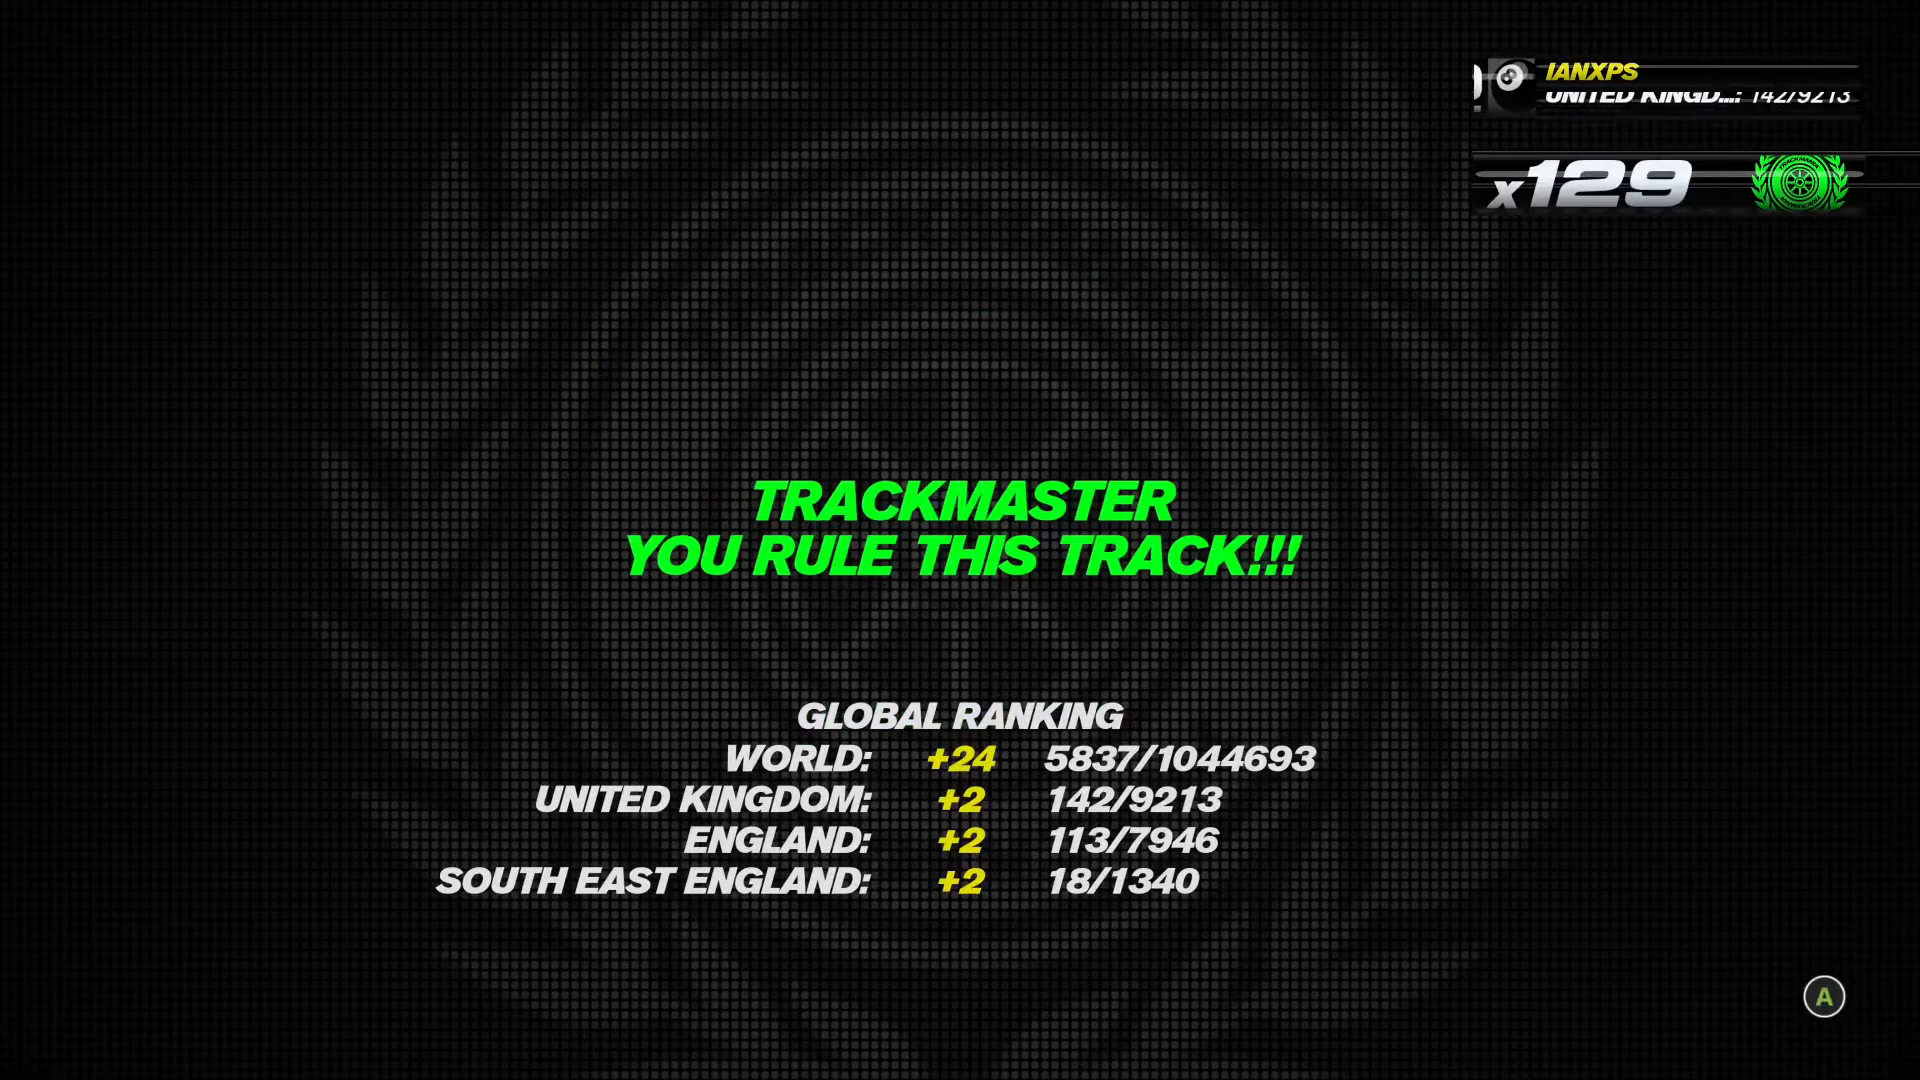 IANXPS
UNITED KINGD...: 142/9213
x129
TRACKMASTER
YOU RULE THIS TRACK!!!
GLOBAL RANKING
WORLD: +24 5837/1044693
UNITED KINGDOM: +2 142/9213
ENGLAND: +2 113/7946
SOUTH EAST ENGLAND: +2 18/1340
A